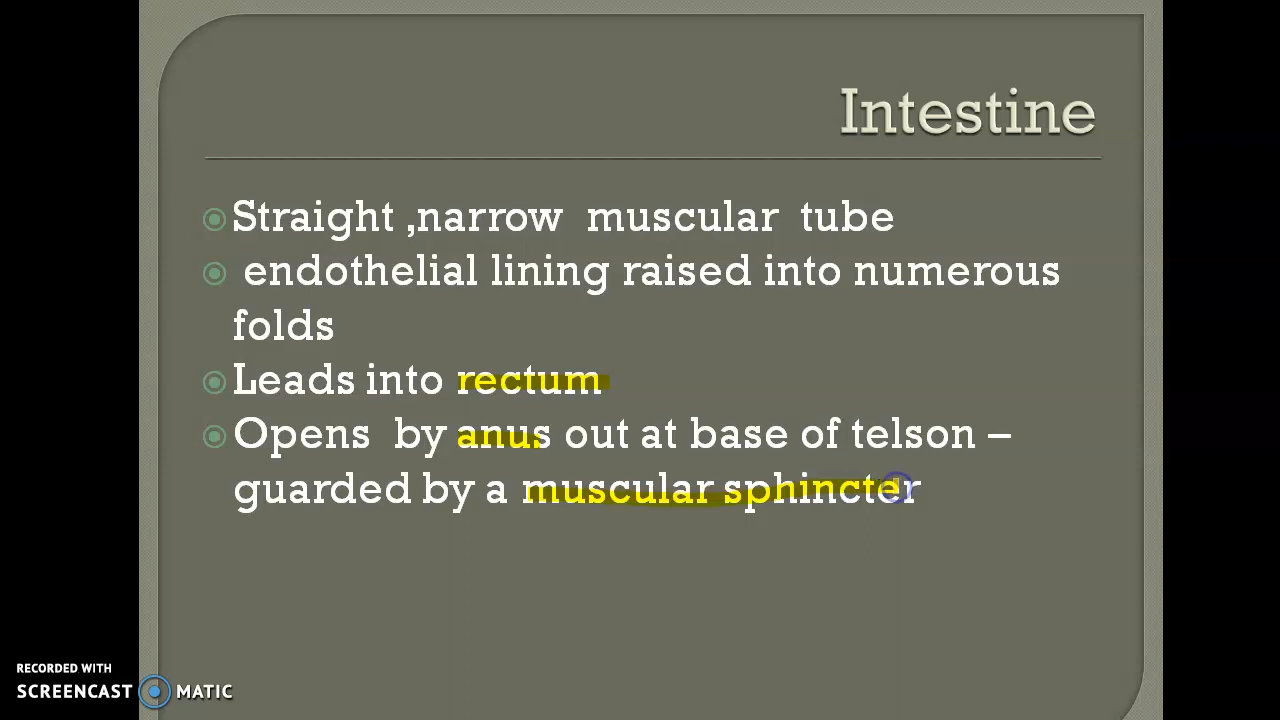 Intestine
Straight ,narrow muscular tube
endothelial lining raised into numerous
folds
Leads into rectum
Opens by anus out at base of telson –
guarded by a muscular sphincter
RECORDED WITH
SCREENCAST MATIC